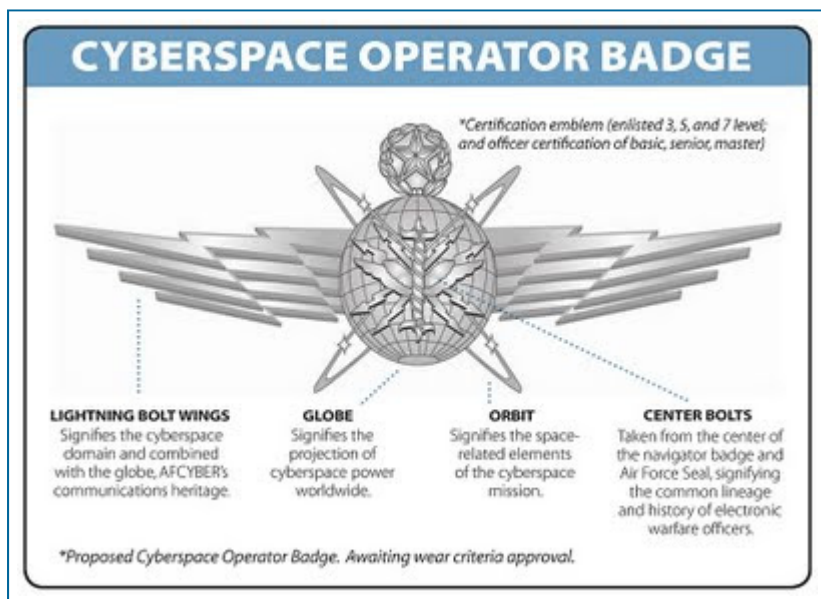 CYBERSPACE OPERATOR BADGE
*Certification emblem (enlisted 3, 5, and 7 level;
and officer certification of basic, senior, master)
LIGHTNING BOLT WINGS
Signifies the cyberspace
domain and combined
with the globe, AFCYBER's
communications heritage.
GLOBE
Signifies the
projection of
cyberspace power
worldwide.
ORBIT
Signifies the space-
related elements
of the cyberspace
mission.
CENTER BOLTS
Taken from the center of
the navigator badge and
Air Force Seal, signifying
the common lineage
and history of electronic
warfare officers.
*Proposed Cyberspace Operator Badge. Awaiting wear criteria approval.